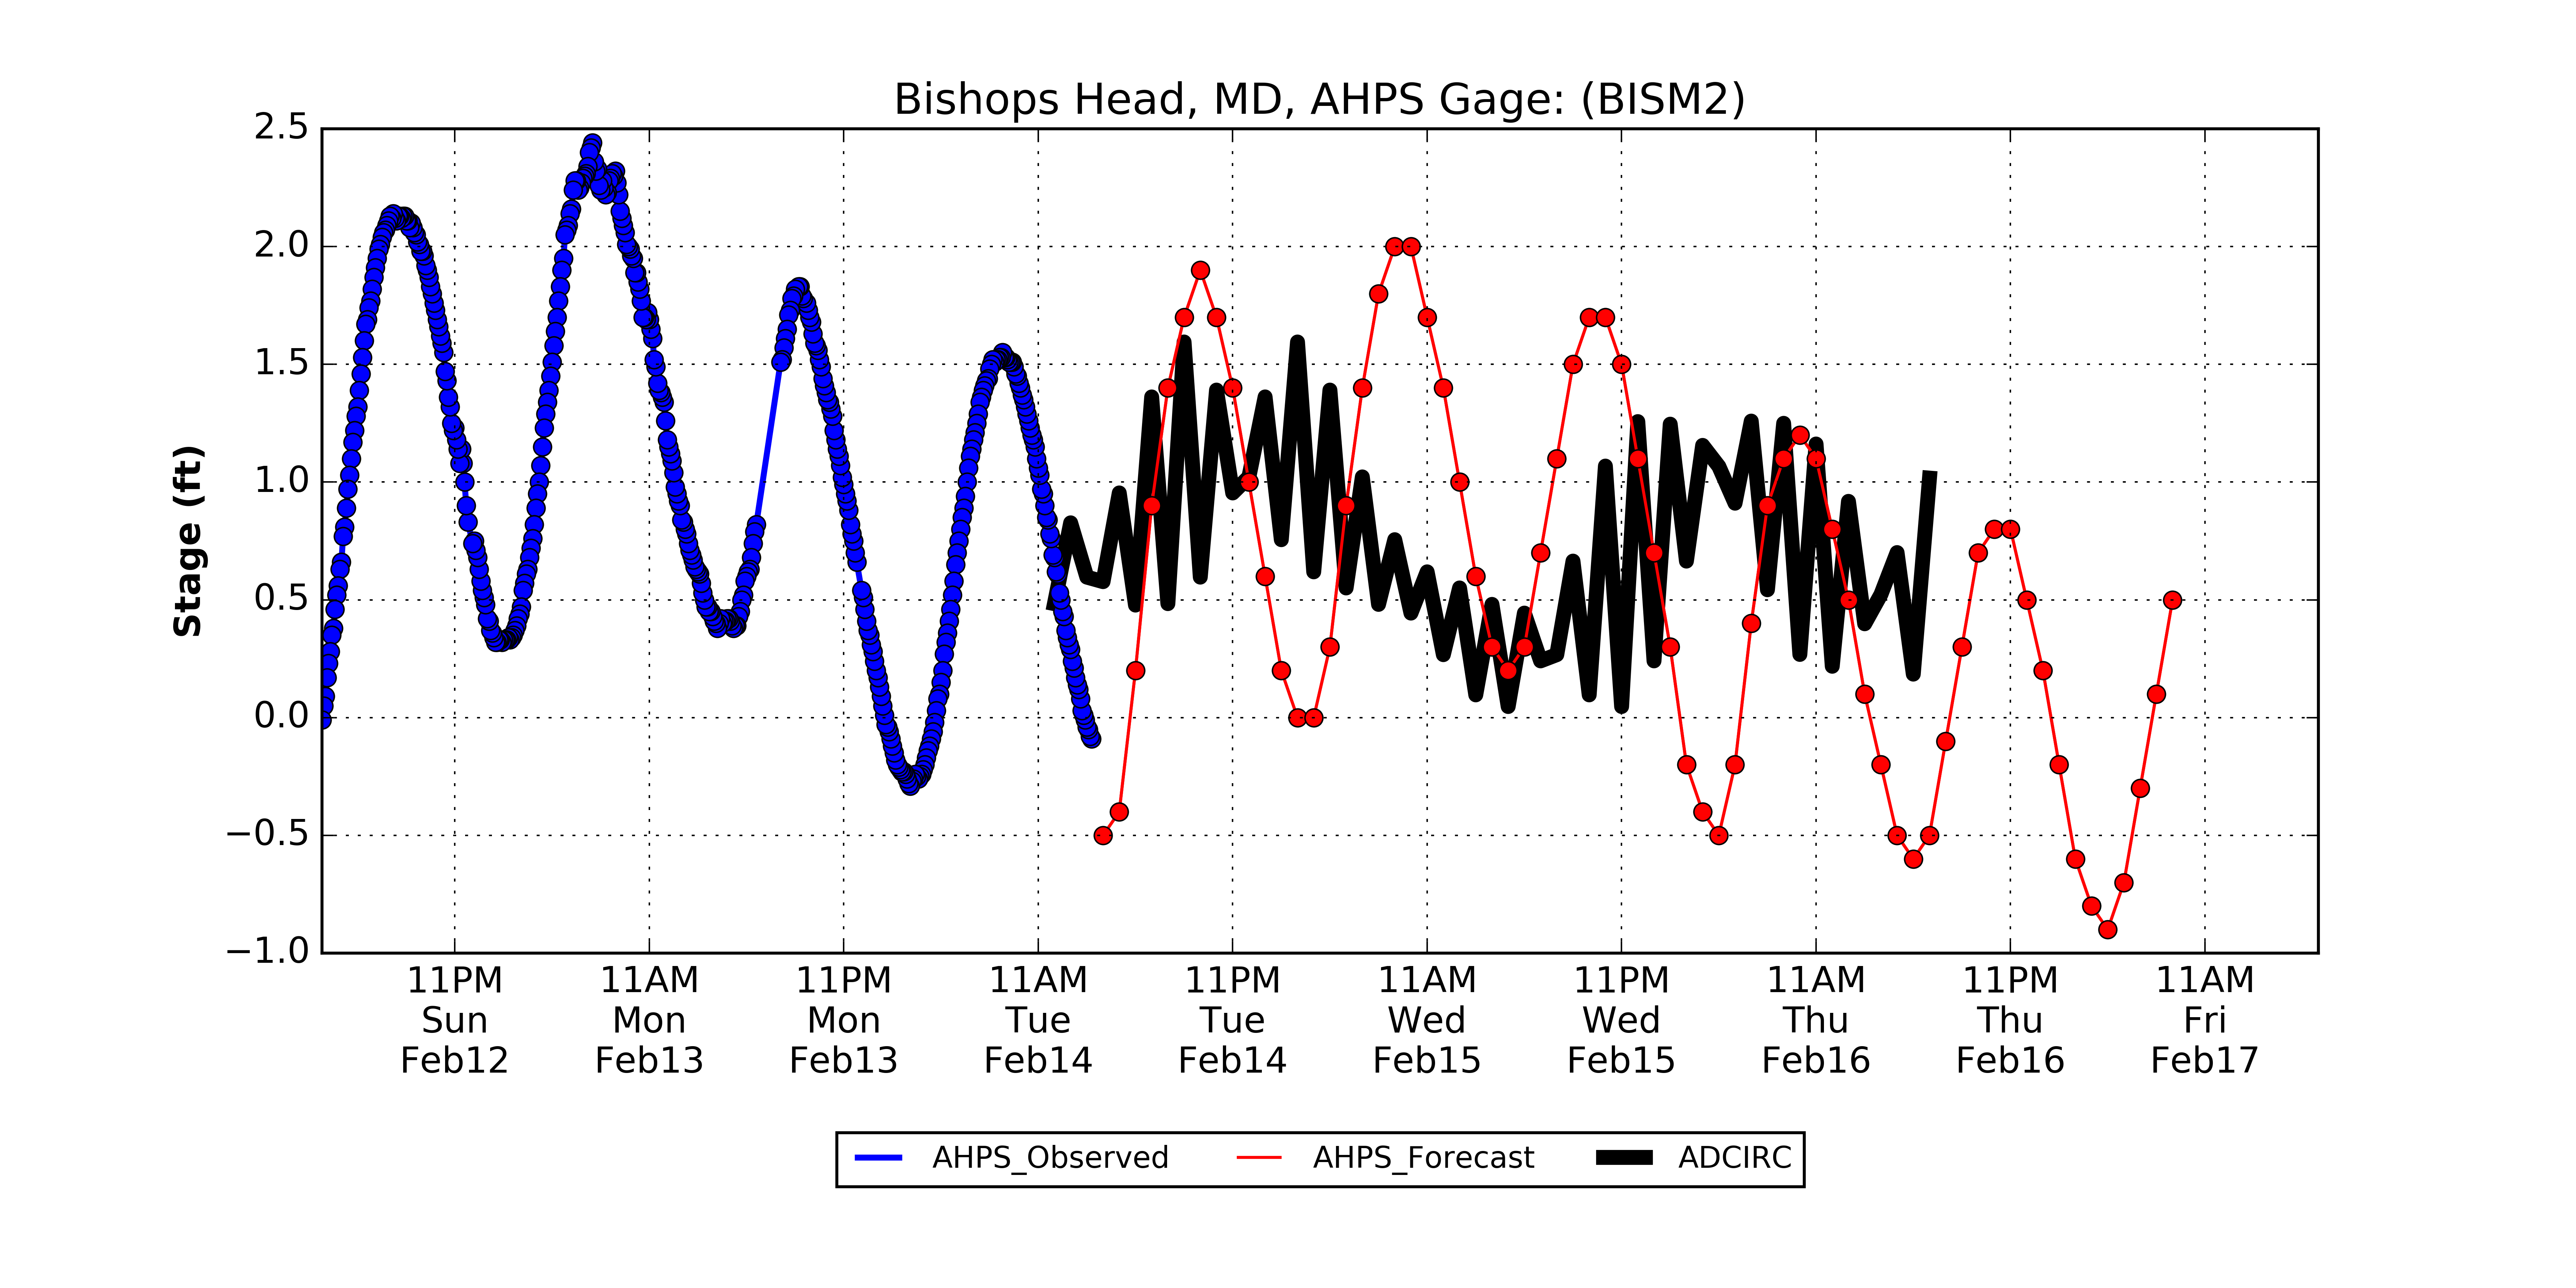 Bishops Head, MD, AHPS Gage: (BISM2)
2.5
2.0
1.5
1.0
0.5
0.0
−0.5
−1.0
Stage (ft)
11PM 11AM 11PM 11AM 11PM 11AM 11PM 11AM 11PM 11AM
Sun Mon Mon Tue Tue Wed Wed Thu Thu Fri
Feb12 Feb13 Feb13 Feb14 Feb14 Feb15 Feb15 Feb16 Feb16 Feb17
AHPS_Observed AHPS_Forecast ADCIRC